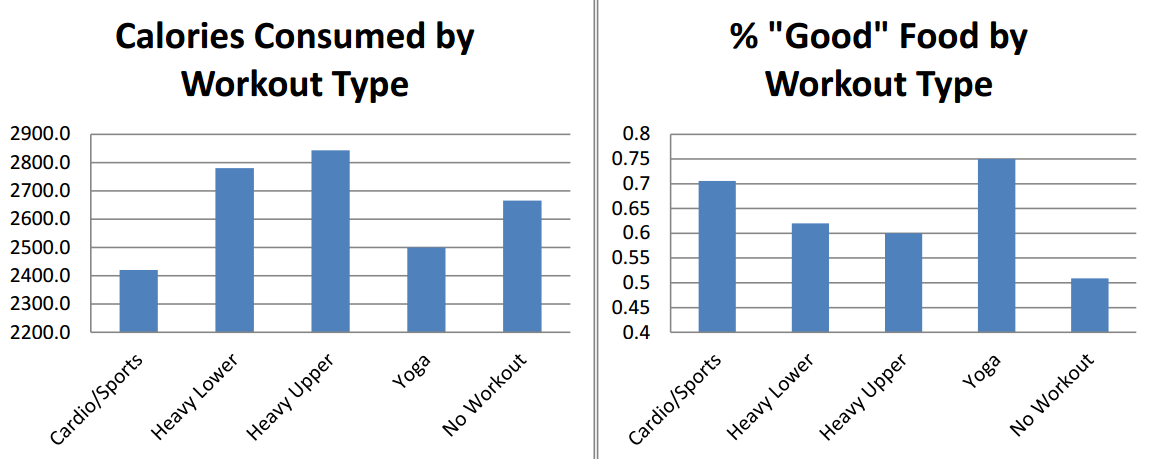 Calories Consumed by
Workout Type
2900.0
2800.0
2700.0
2600.0
2500.0
2400.0
2300.0
2200.0
Cardio/Sports
Heavy Lower
Heavy Upper
Yoga
No Workout
% "Good" Food by
Workout Type
0.8
0.75
0.7
0.65
0.6
0.55
0.5
0.45
0.4
Cardio/Sports
Heavy Lower
Heavy Upper
Yoga
No Workout